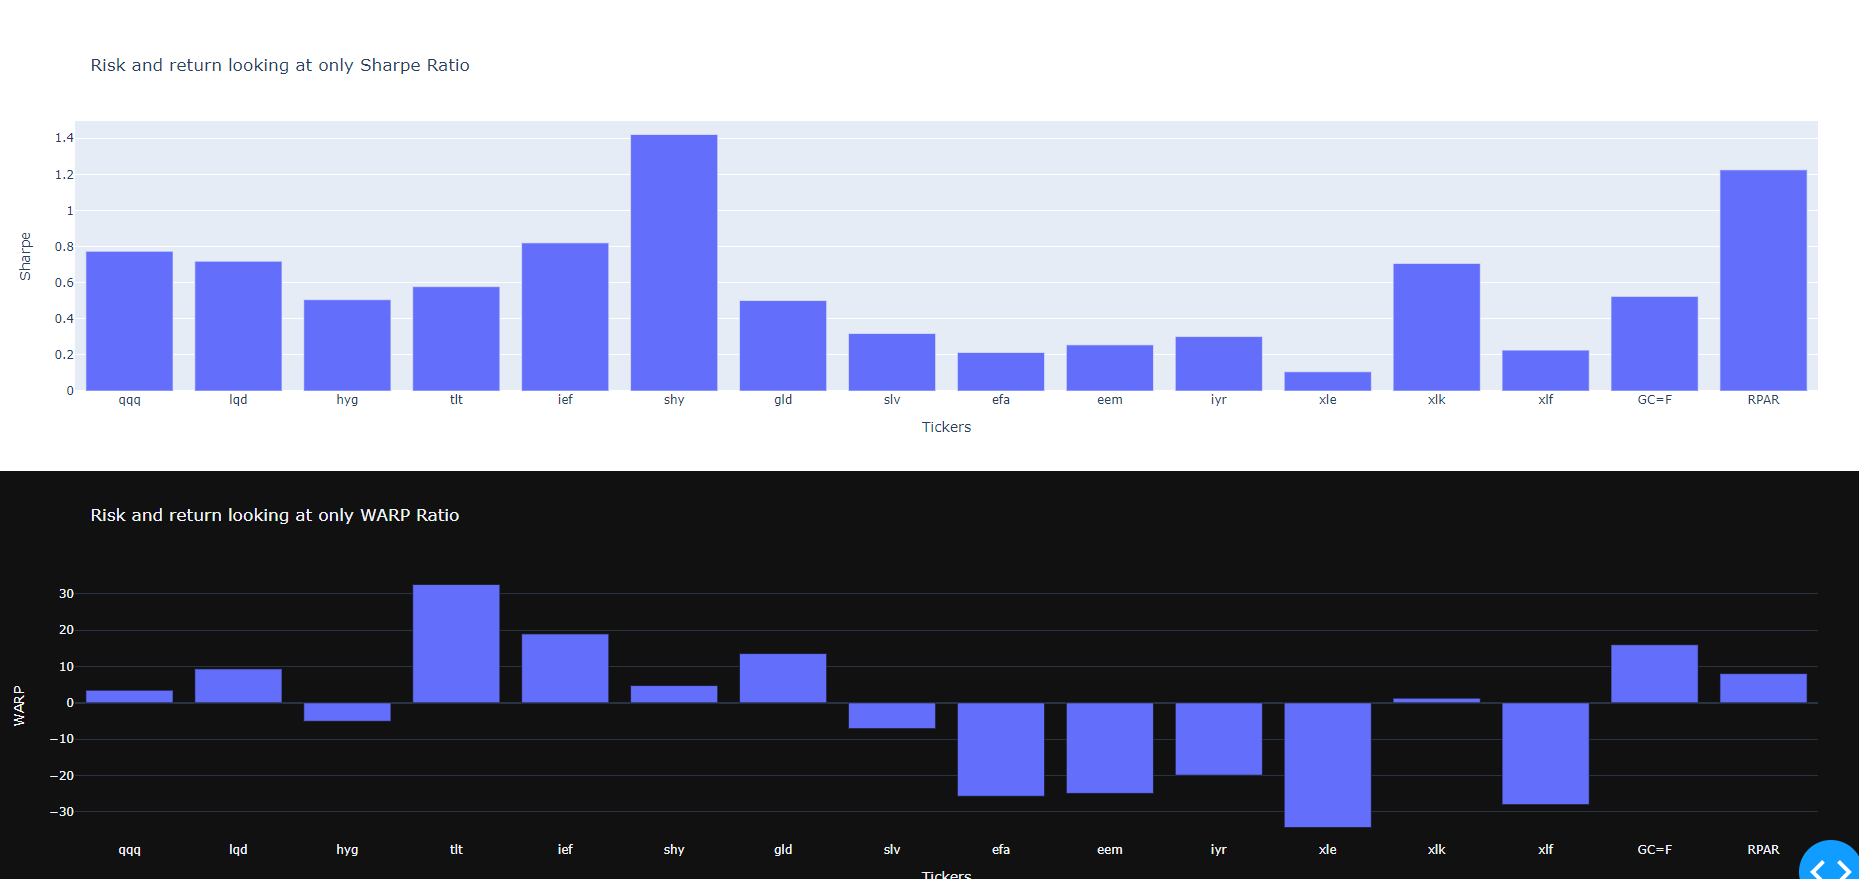 Risk and return looking at only Sharpe Ratio
1.4
1.2
1
0.8
0.6
0.4
0.2
0
Sharpe
qqq lqd hyg tlt ief shy gld slv efa eem iyr xle xlk xlf GC=F RPAR
Tickers
Risk and return looking at only WARP Ratio
30
20
10
0
−10
−20
−30
WARP
qqq lqd hyg tlt ief shy gld slv efa eem iyr xle xlk xlf GC=F RPAR
Tickers